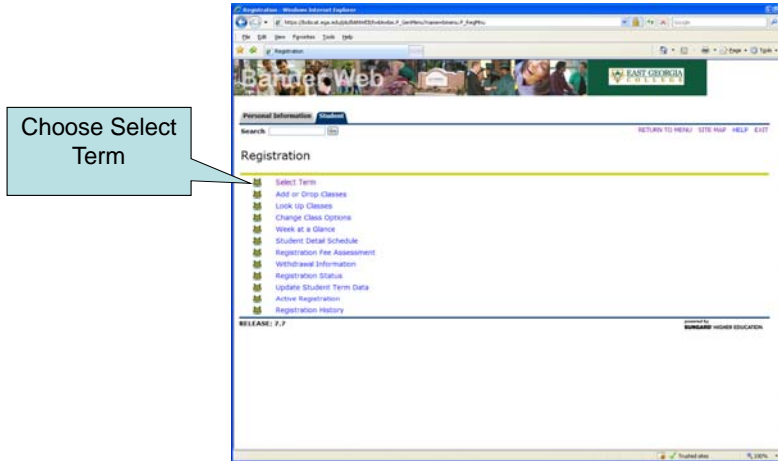 Choose Select
Term
Registration - Windows Internet Explorer
File Edit View Favorites Tools Help
Registration
Page Tools
Banner Web
EAST GEORGIA
COLLEGE
Personal Information Student
Search Go
RETURN TO MENU SITE MAP HELP EXIT
Registration
Select Term
Add or Drop Classes
Look Up Classes
Change Class Options
Week at a Glance
Student Detail Schedule
Registration Fee Assessment
Withdrawal Information
Registration Status
Update Student Term Data
Active Registration
Registration History
RELEASE: 7.7
powered by
SUNGARD HIGHER EDUCATION
Trusted sites 100%